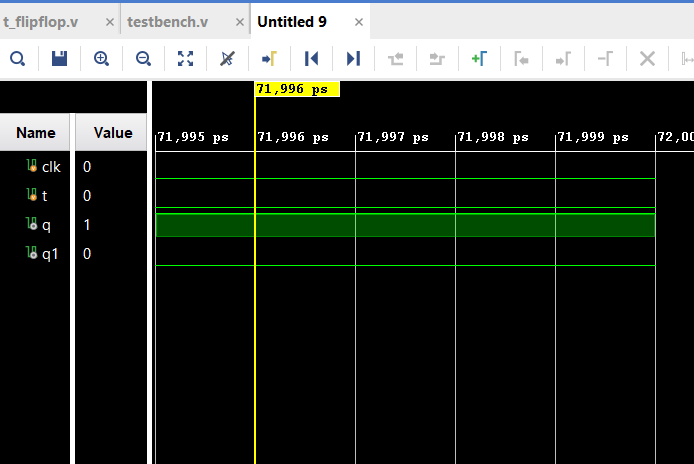 t_flipflop.v × testbench.v × Untitled 9 ×
71,996 ps
Name Value 71,995 ps 71,996 ps 71,997 ps 71,998 ps 71,999 ps 72,00
clk 0
t 0
q 1
q1 0